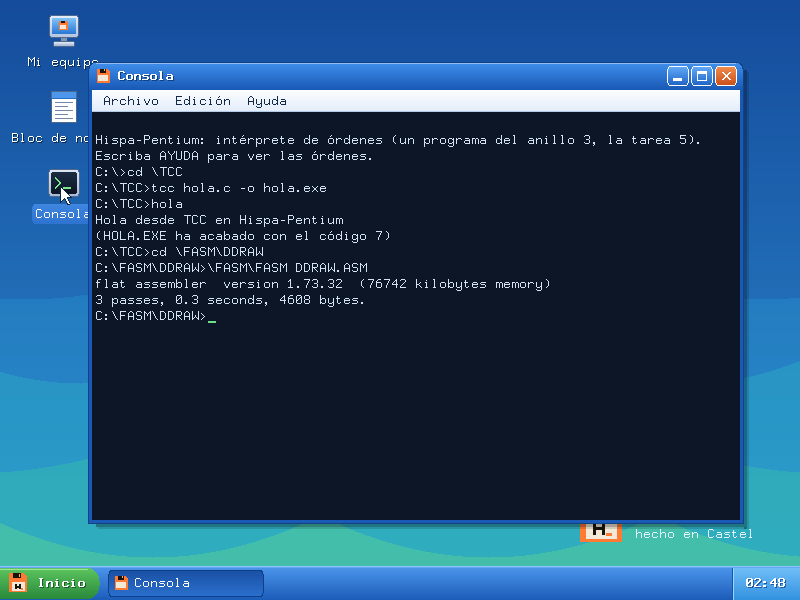 Mi equipo
Consola
Archivo Edición Ayuda
Bloc de no
Consola
Hispa-Pentium: intérprete de órdenes (un programa del anillo 3, la tarea 5).
Escriba AYUDA para ver las órdenes.
C:\>cd \TCC
C:\TCC>tcc hola.c -o hola.exe
C:\TCC>hola
Hola desde TCC en Hispa-Pentium
(HOLA.EXE ha acabado con el código 7)
C:\TCC>cd \FASM\DDRAW
C:\FASM\DDRAW>\FASM\FASM DDRAW.ASM
flat assembler  version 1.73.32  (76742 kilobytes memory)
3 passes, 0.3 seconds, 4608 bytes.
C:\FASM\DDRAW>_
H_
hecho en Castel
Inicio
Consola
02:48